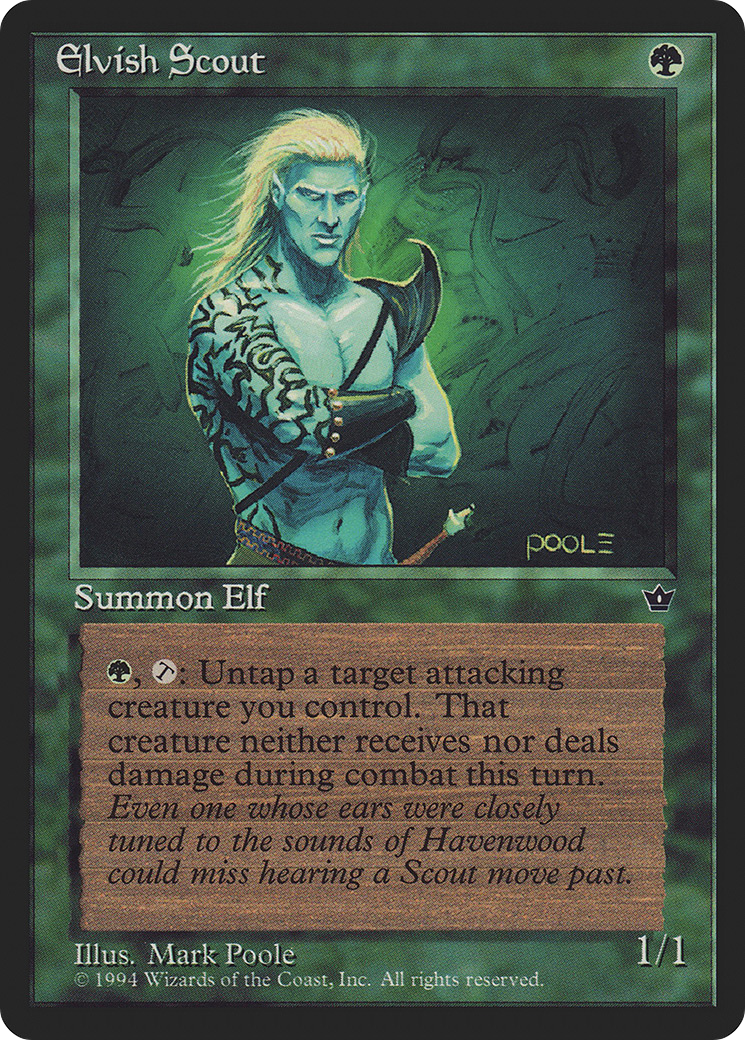 Elvish Scout
POOLE
Summon Elf
, T: Untap a target attacking
creature you control. That
creature neither receives nor deals
damage during combat this turn.
Even one whose ears were closely
tuned to the sounds of Havenwood
could miss hearing a Scout move past.
Illus. Mark Poole
1/1
© 1994 Wizards of the Coast, Inc. All rights reserved.